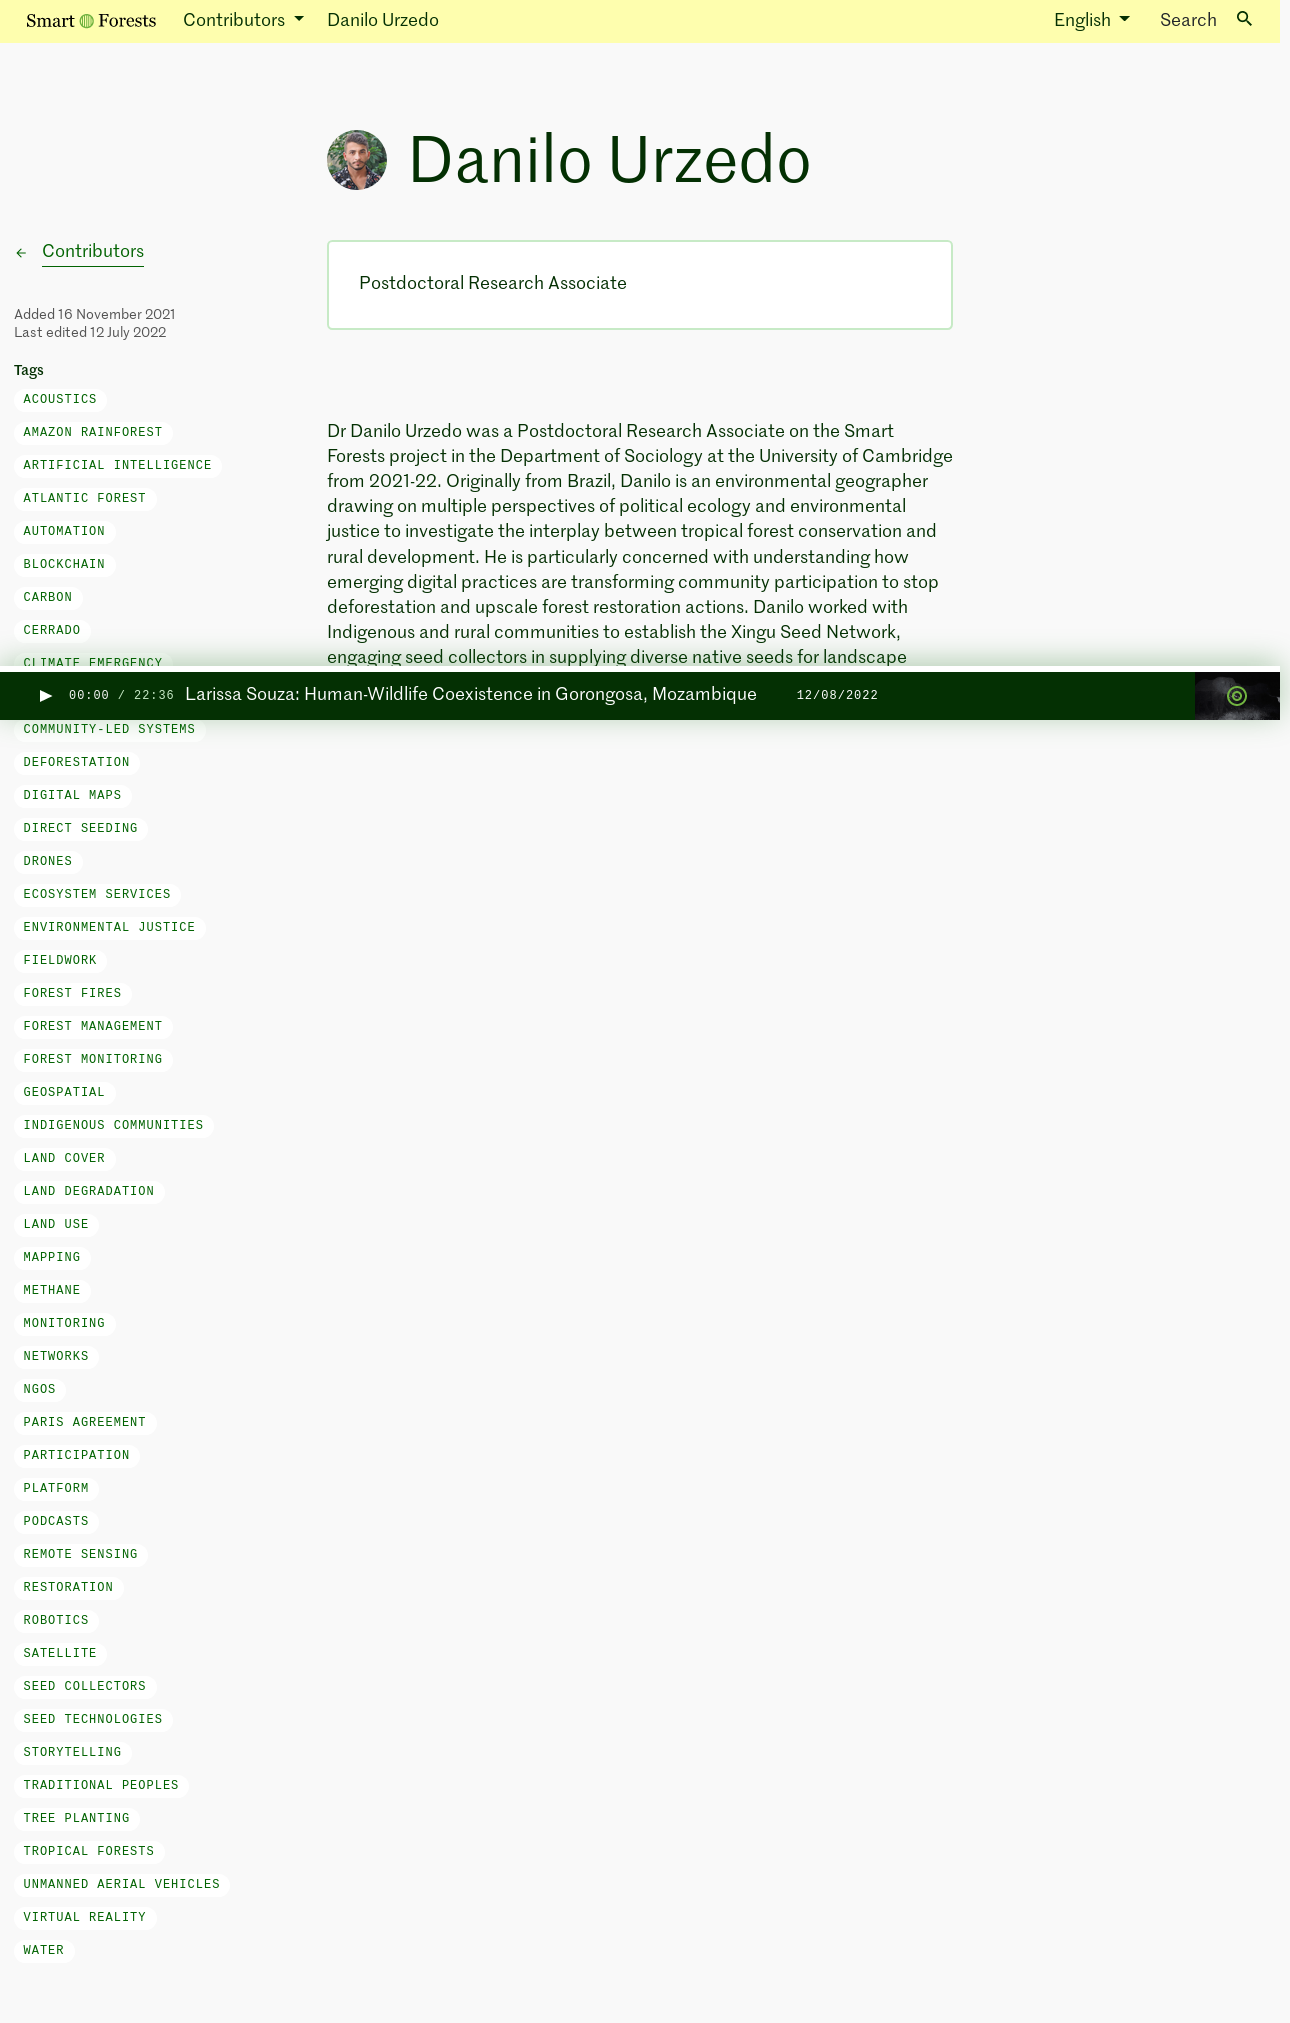 Smart Forests Contributors Danilo Urzedo English Search
Danilo Urzedo
Contributors
Postdoctoral Research Associate
Added 16 November 2021
Last edited 12 July 2022
Tags
ACOUSTICS
AMAZON RAINFOREST
ARTIFICIAL INTELLIGENCE
ATLANTIC FOREST
AUTOMATION
BLOCKCHAIN
CARBON
CERRADO
CLIMATE EMERGENCY
Dr Danilo Urzedo was a Postdoctoral Research Associate on the Smart
Forests project in the Department of Sociology at the University of Cambridge
from 2021-22. Originally from Brazil, Danilo is an environmental geographer
drawing on multiple perspectives of political ecology and environmental
justice to investigate the interplay between tropical forest conservation and
rural development. He is particularly concerned with understanding how
emerging digital practices are transforming community participation to stop
deforestation and upscale forest restoration actions. Danilo worked with
Indigenous and rural communities to establish the Xingu Seed Network,
engaging seed collectors in supplying diverse native seeds for landscape
00:00 / 22:36 Larissa Souza: Human-Wildlife Coexistence in Gorongosa, Mozambique 12/08/2022
COMMUNITY-LED SYSTEMS
DEFORESTATION
DIGITAL MAPS
DIRECT SEEDING
DRONES
ECOSYSTEM SERVICES
ENVIRONMENTAL JUSTICE
FIELDWORK
FOREST FIRES
FOREST MANAGEMENT
FOREST MONITORING
GEOSPATIAL
INDIGENOUS COMMUNITIES
LAND COVER
LAND DEGRADATION
LAND USE
MAPPING
METHANE
MONITORING
NETWORKS
NGOS
PARIS AGREEMENT
PARTICIPATION
PLATFORM
PODCASTS
REMOTE SENSING
RESTORATION
ROBOTICS
SATELLITE
SEED COLLECTORS
SEED TECHNOLOGIES
STORYTELLING
TRADITIONAL PEOPLES
TREE PLANTING
TROPICAL FORESTS
UNMANNED AERIAL VEHICLES
VIRTUAL REALITY
WATER